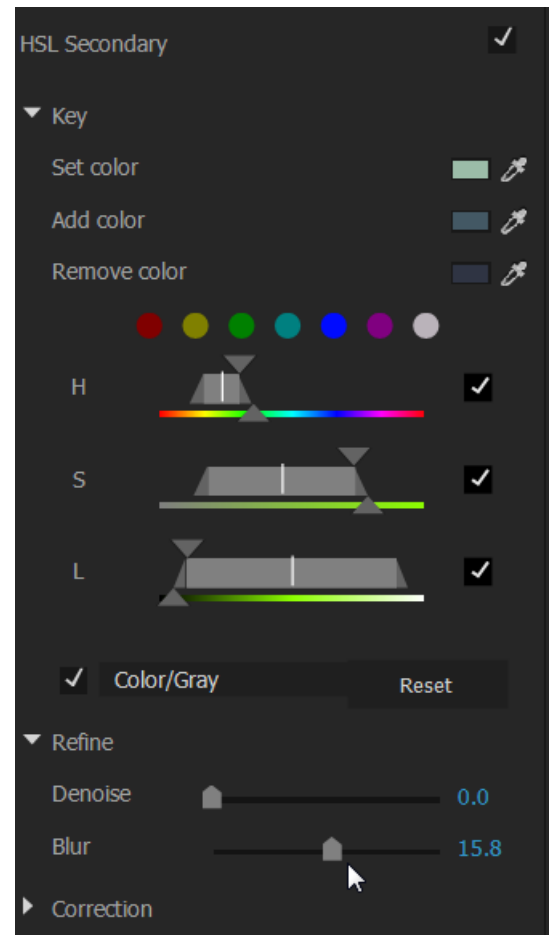 HSL Secondary
Key
Set color
Add color
Remove color
H
S
L
Color/Gray Reset
Refine
Denoise 0.0
Blur 15.8
Correction